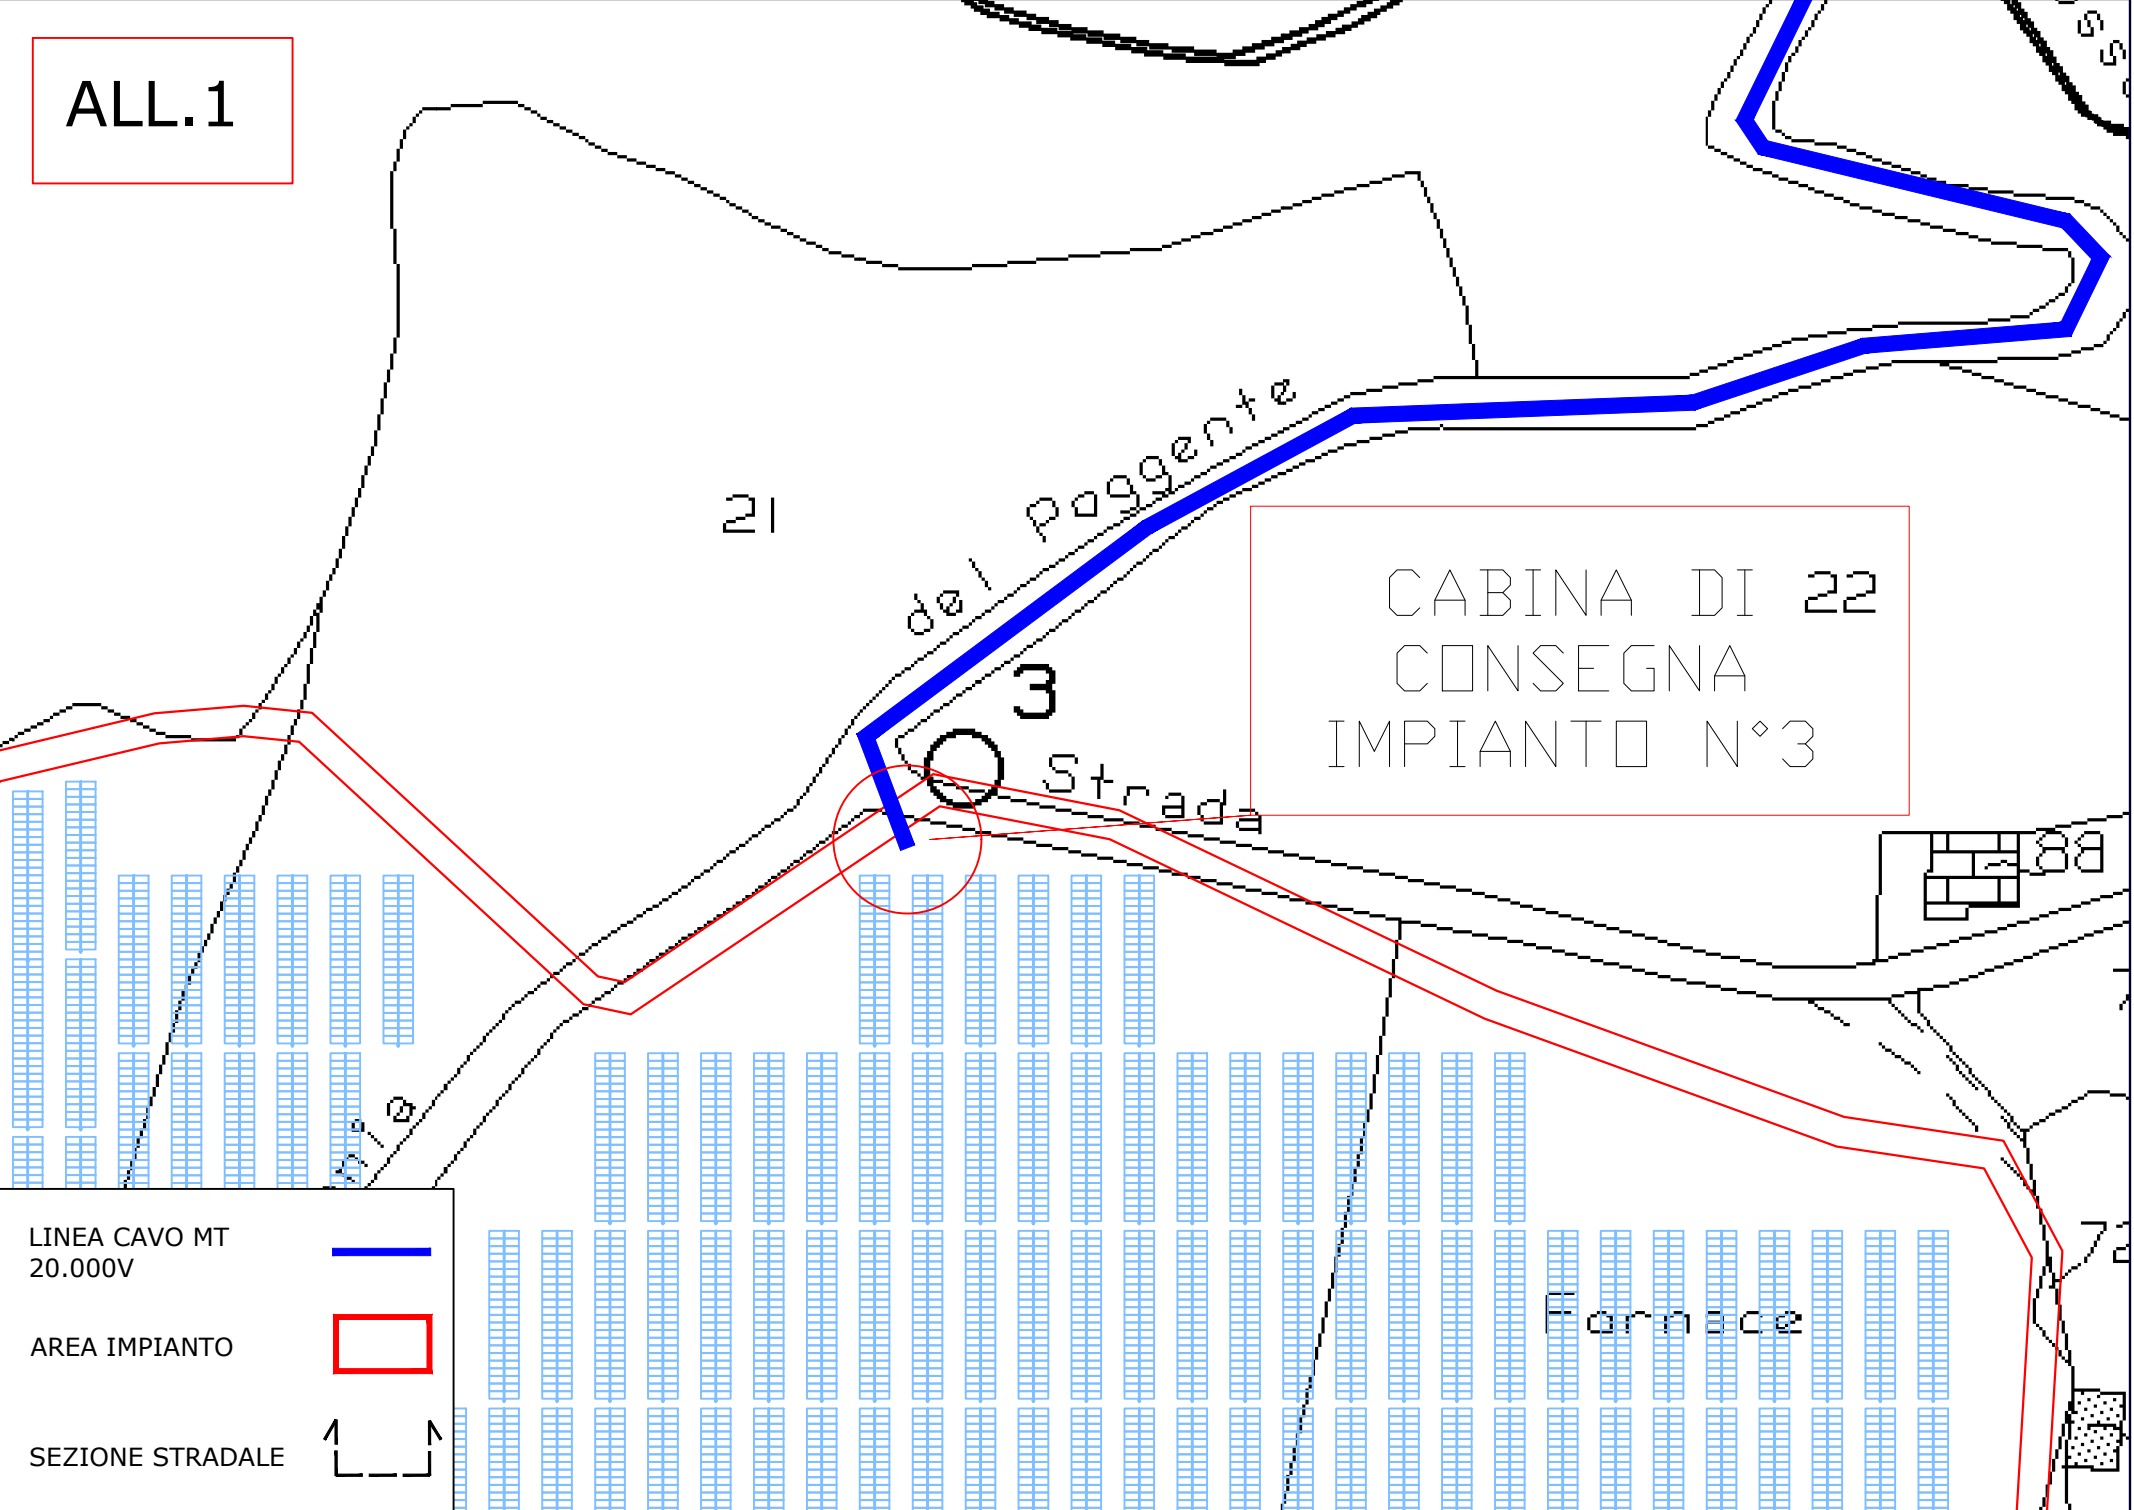 ALL.1
21
del Poggente
CABINA DI 22
CONSEGNA
IMPIANTO N°3
3
Strada
88
72
Fornace
LINEA CAVO MT
20.000V
AREA IMPIANTO
SEZIONE STRADALE